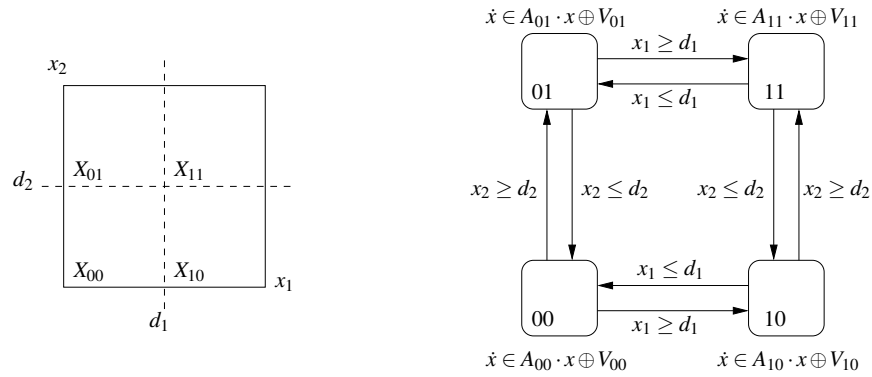 x₂
d₂
X₀₁ X₁₁
X₀₀ X₁₀
x₁
d₁
ẋ ∈ A₀₁ · x ⊕ V₀₁
ẋ ∈ A₁₁ · x ⊕ V₁₁
x₁ ≥ d₁
x₁ ≤ d₁
01
11
x₂ ≥ d₂
x₂ ≤ d₂
x₂ ≤ d₂
x₂ ≥ d₂
x₁ ≤ d₁
x₁ ≥ d₁
00
10
ẋ ∈ A₀₀ · x ⊕ V₀₀
ẋ ∈ A₁₀ · x ⊕ V₁₀